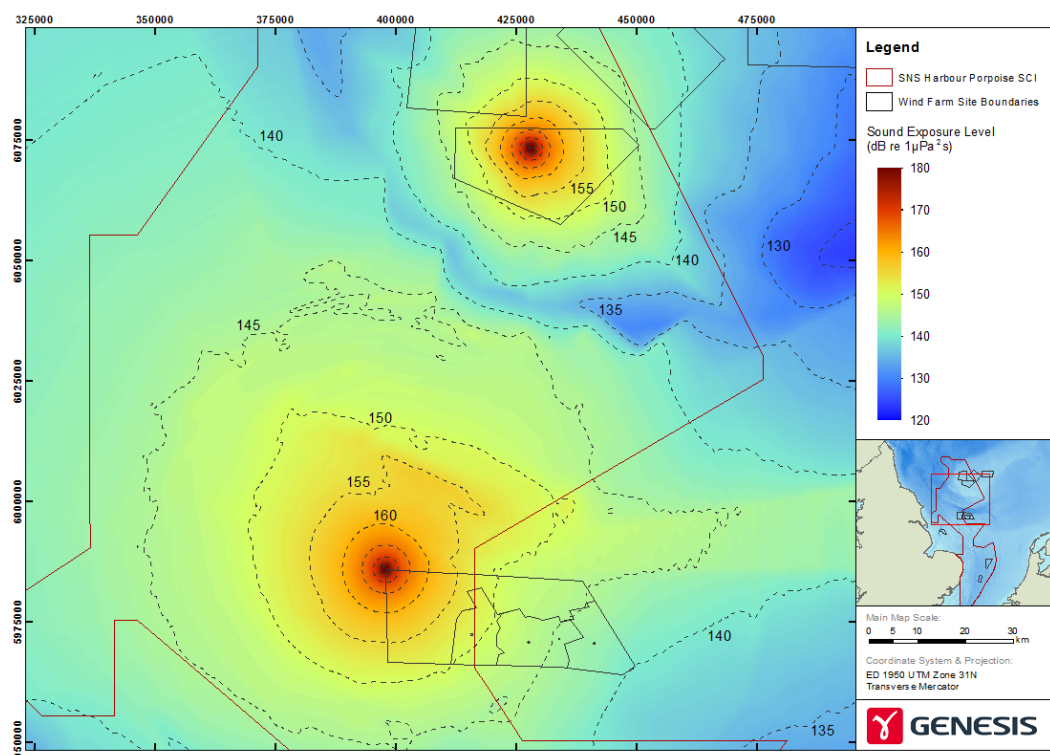 325000 350000 375000 400000 425000 450000 475000
6075000
6050000
6025000
6000000
5975000
140
155
150
145
140
130
135
145
150
155
160
140
135
Legend
SNS Harbour Porpoise SCI
Wind Farm Site Boundaries
Sound Exposure Level
(dB re 1µPa²s)
180
170
160
150
140
130
120
Main Map Scale:
0 5 10 20 30
km
Coordinate System & Projection:
ED 1950 UTM Zone 31N
Transverse Mercator
GENESIS